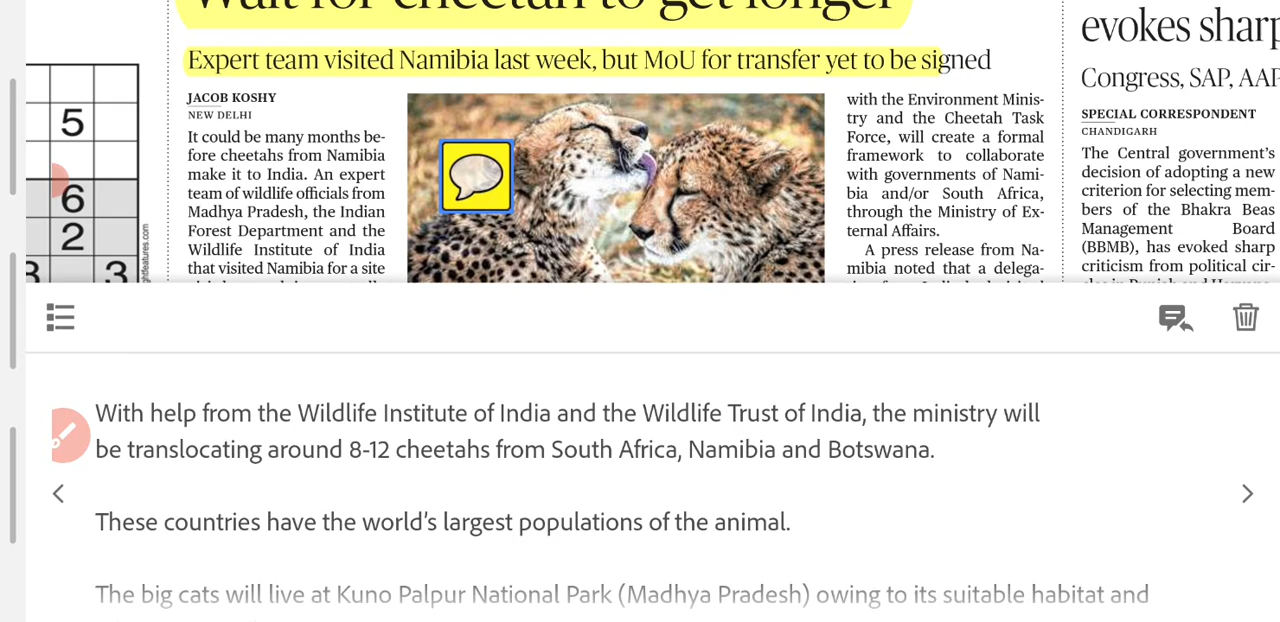 Wait for cheetah to get longer
Expert team visited Namibia last week, but MoU for transfer yet to be signed
JACOB KOSHY
NEW DELHI
It could be many months be-
fore cheetahs from Namibia
make it to India. An expert
team of wildlife officials from
Madhya Pradesh, the Indian
Forest Department and the
Wildlife Institute of India
that visited Namibia for a site
with the Environment Minis-
try and the Cheetah Task
Force, will create a formal
framework to collaborate
with governments of Nami-
bia and/or South Africa,
through the Ministry of Ex-
ternal Affairs.
A press release from Na-
mibia noted that a delega-
evokes sharp
Congress, SAP, AAP
SPECIAL CORRESPONDENT
CHANDIGARH
The Central government's
decision of adopting a new
criterion for selecting mem-
bers of the Bhakra Beas
Management Board
(BBMB), has evoked sharp
criticism from political cir-
5
6
2
3 3
With help from the Wildlife Institute of India and the Wildlife Trust of India, the ministry will
be translocating around 8-12 cheetahs from South Africa, Namibia and Botswana.
These countries have the world's largest populations of the animal.
The big cats will live at Kuno Palpur National Park (Madhya Pradesh) owing to its suitable habitat and